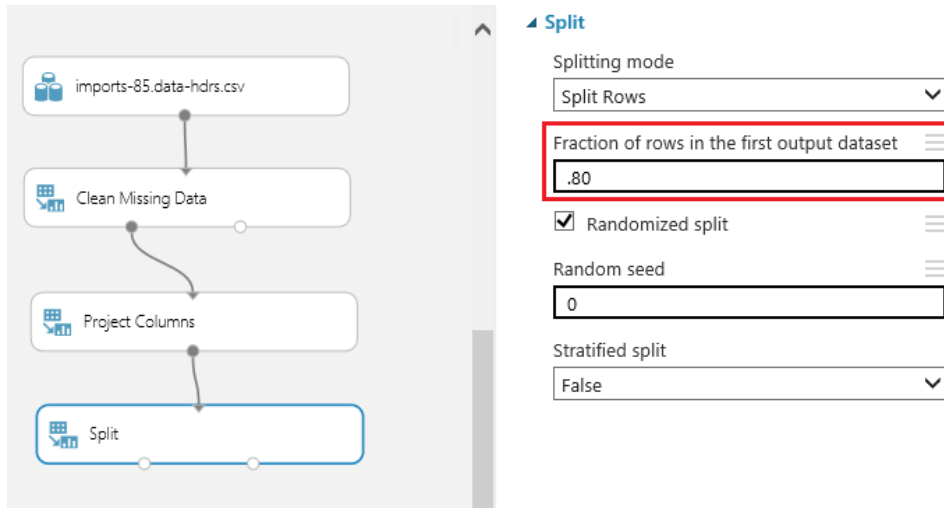 imports-85.data-hdrs.csv
Clean Missing Data
Project Columns
Split
Split
Splitting mode
Split Rows
Fraction of rows in the first output dataset
.80
Randomized split
Random seed
0
Stratified split
False